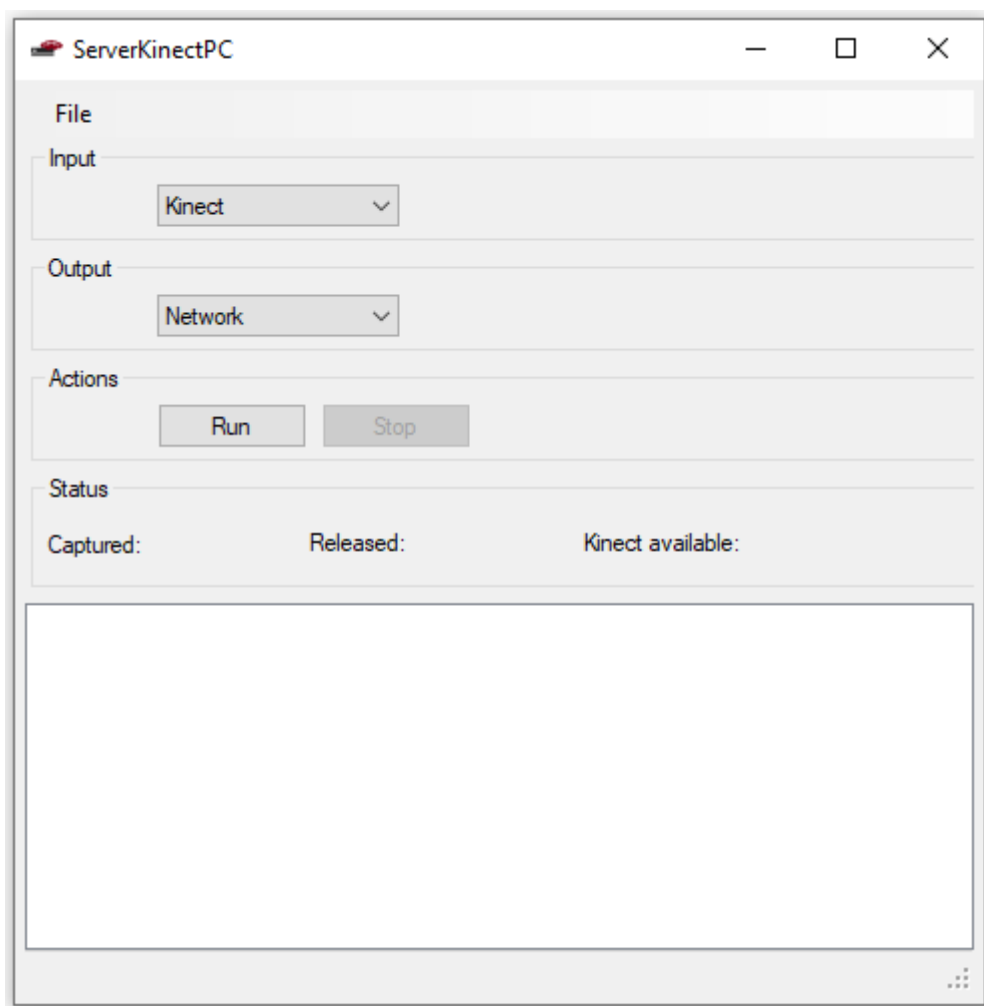 ServerKinectPC
File
Input
Kinect
Output
Network
Actions
Run Stop
Status
Captured: Released: Kinect available: